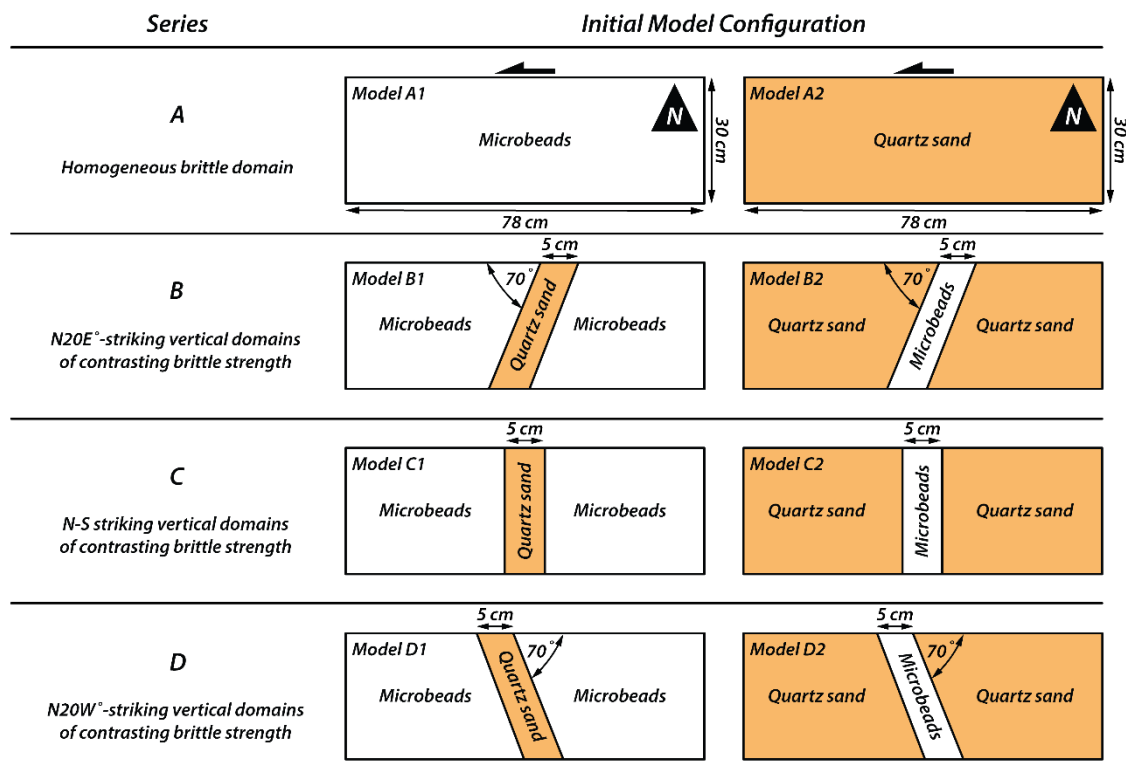 Series
Initial Model Configuration
A
Homogeneous brittle domain
Model A1
N
Microbeads
30 cm
78 cm
Model A2
N
Quartz sand
30 cm
78 cm
B
N20E°-striking vertical domains
of contrasting brittle strength
5 cm
Model B1
70°
Microbeads
Quartz sand
Microbeads
5 cm
Model B2
70°
Quartz sand
Microbeads
Quartz sand
C
N-S striking vertical domains
of contrasting brittle strength
5 cm
Model C1
Microbeads
Quartz sand
Microbeads
5 cm
Model C2
Quartz sand
Microbeads
Quartz sand
D
N20W°-striking vertical domains
of contrasting brittle strength
5 cm
Model D1
70°
Microbeads
Quartz sand
Microbeads
5 cm
Model D2
70°
Quartz sand
Microbeads
Quartz sand